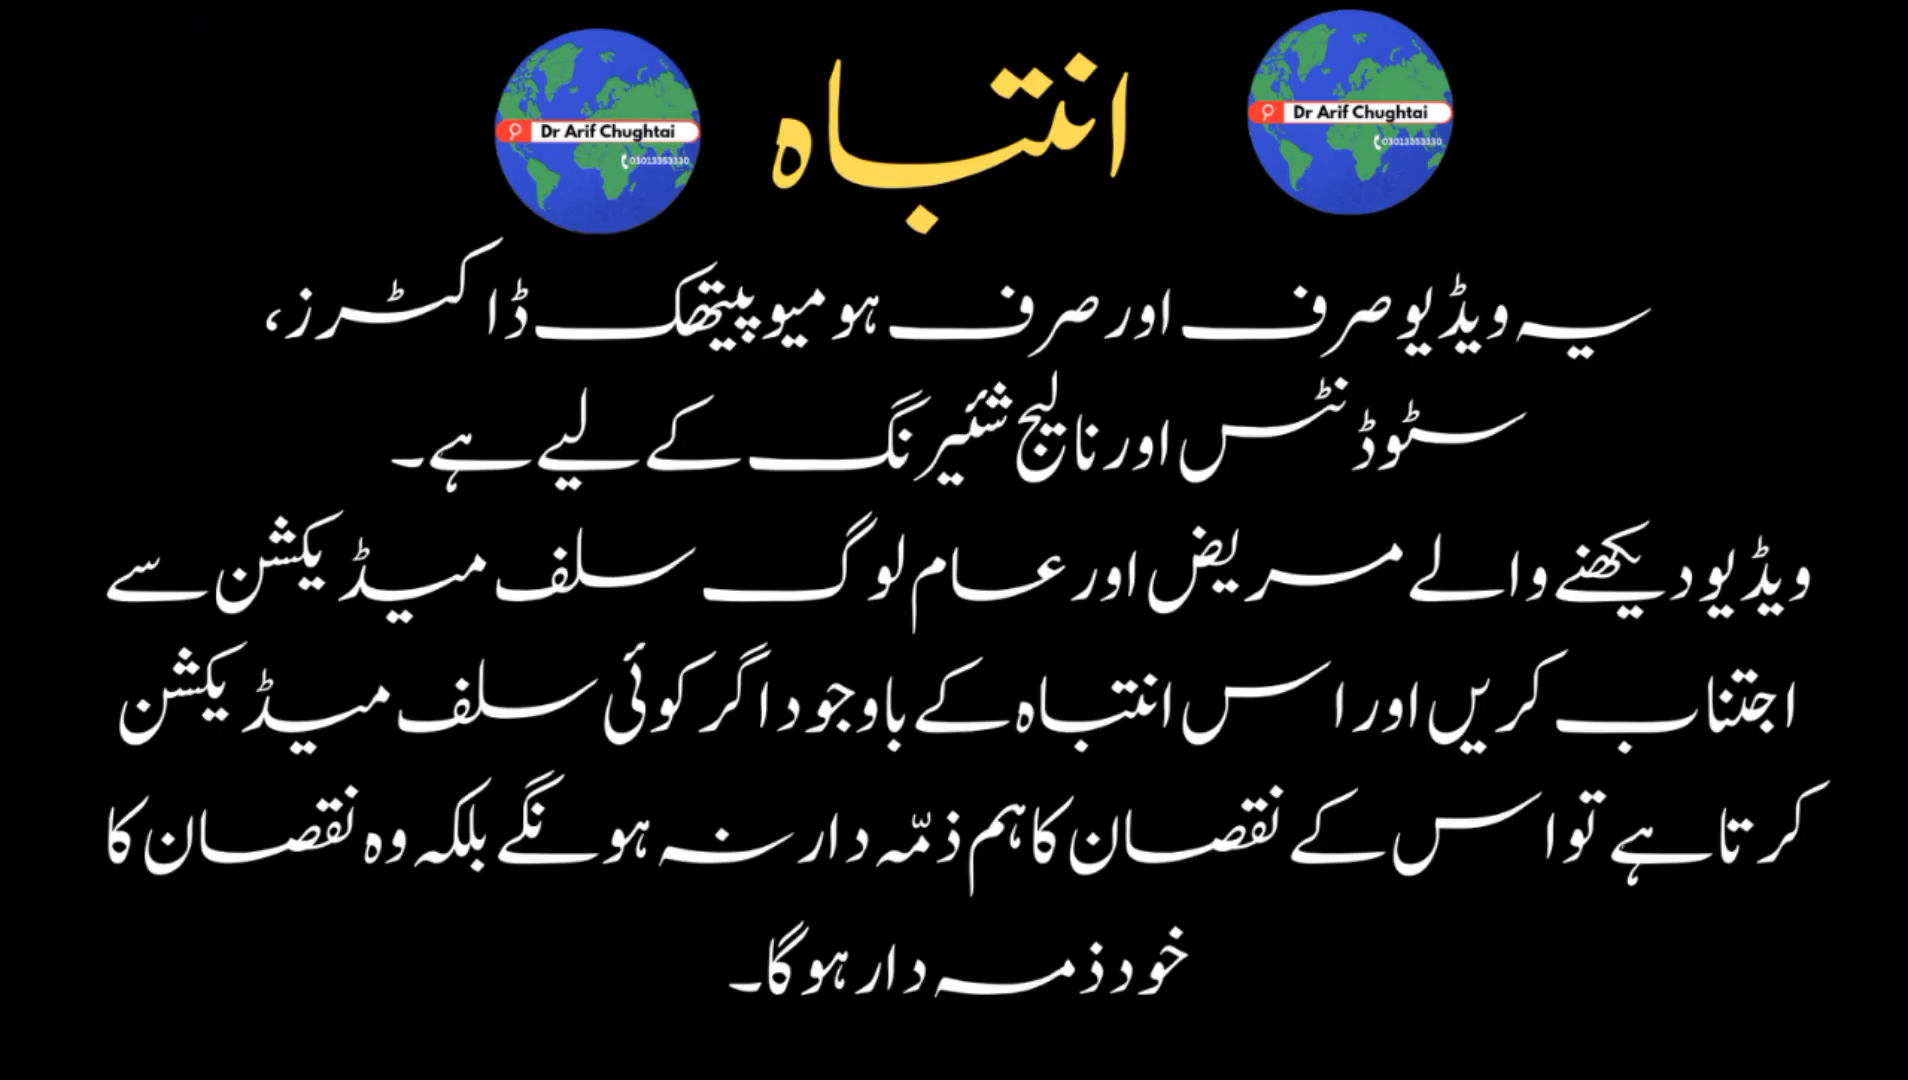 انتباہ
Dr Arif Chughtai
03013353330
Dr Arif Chughtai
03013353330
یہ ویڈیو صرف اور صرف ہومیوپیتھک ڈاکٹرز،
سٹوڈنٹس اور نالیج شئیرنگ کے لیے ہے۔
ویڈیو دیکھنے والے مریض اور عام لوگ سلف میڈیکشن سے
اجتناب کریں اور اس انتباہ کے باوجود اگر کوئی سلف میڈیکشن
کرتا ہے تو اس کے نقصان کا ہم ذمّہ دار نہ ہونگے بلکہ وہ نقصان کا
خود ذمہ دار ہوگا۔